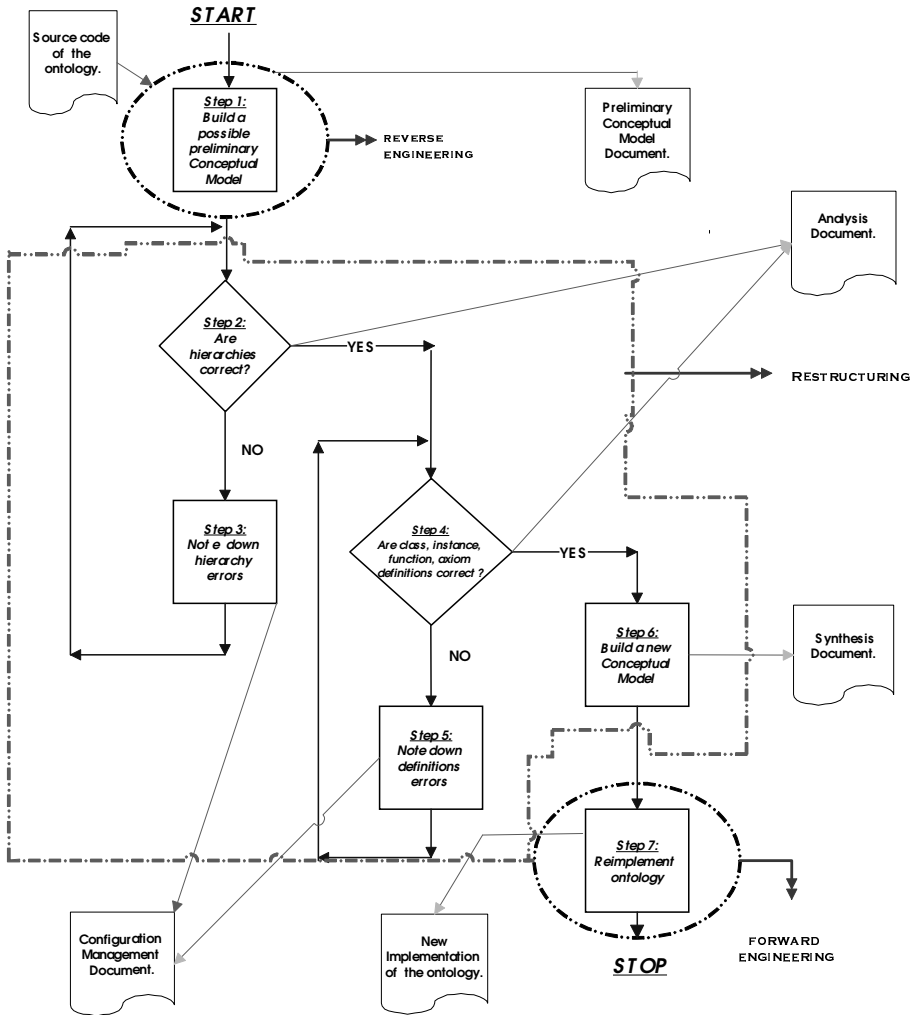 START
Source code
of the
ontology.
Step 1:
Build a
possible
preliminary
Conceptual
Model
REVERSE
ENGINEERING
Preliminary
Conceptual
Model
Document.
Analysis
Document.
Step 2:
Are
hierarchies
correct?
YES
RESTRUCTURING
NO
Step 3:
Note down
hierarchy
errors
Step 4:
Are class, instance,
function, axiom
definitions correct ?
YES
NO
Step 6:
Build a new
Conceptual
Model
Synthesis
Document.
Step 5:
Note down
definitions
errors
Step 7:
Reimplement
ontology
Configuration
Management
Document.
New
Implementation
of the ontology.
FORWARD
ENGINEERING
STOP